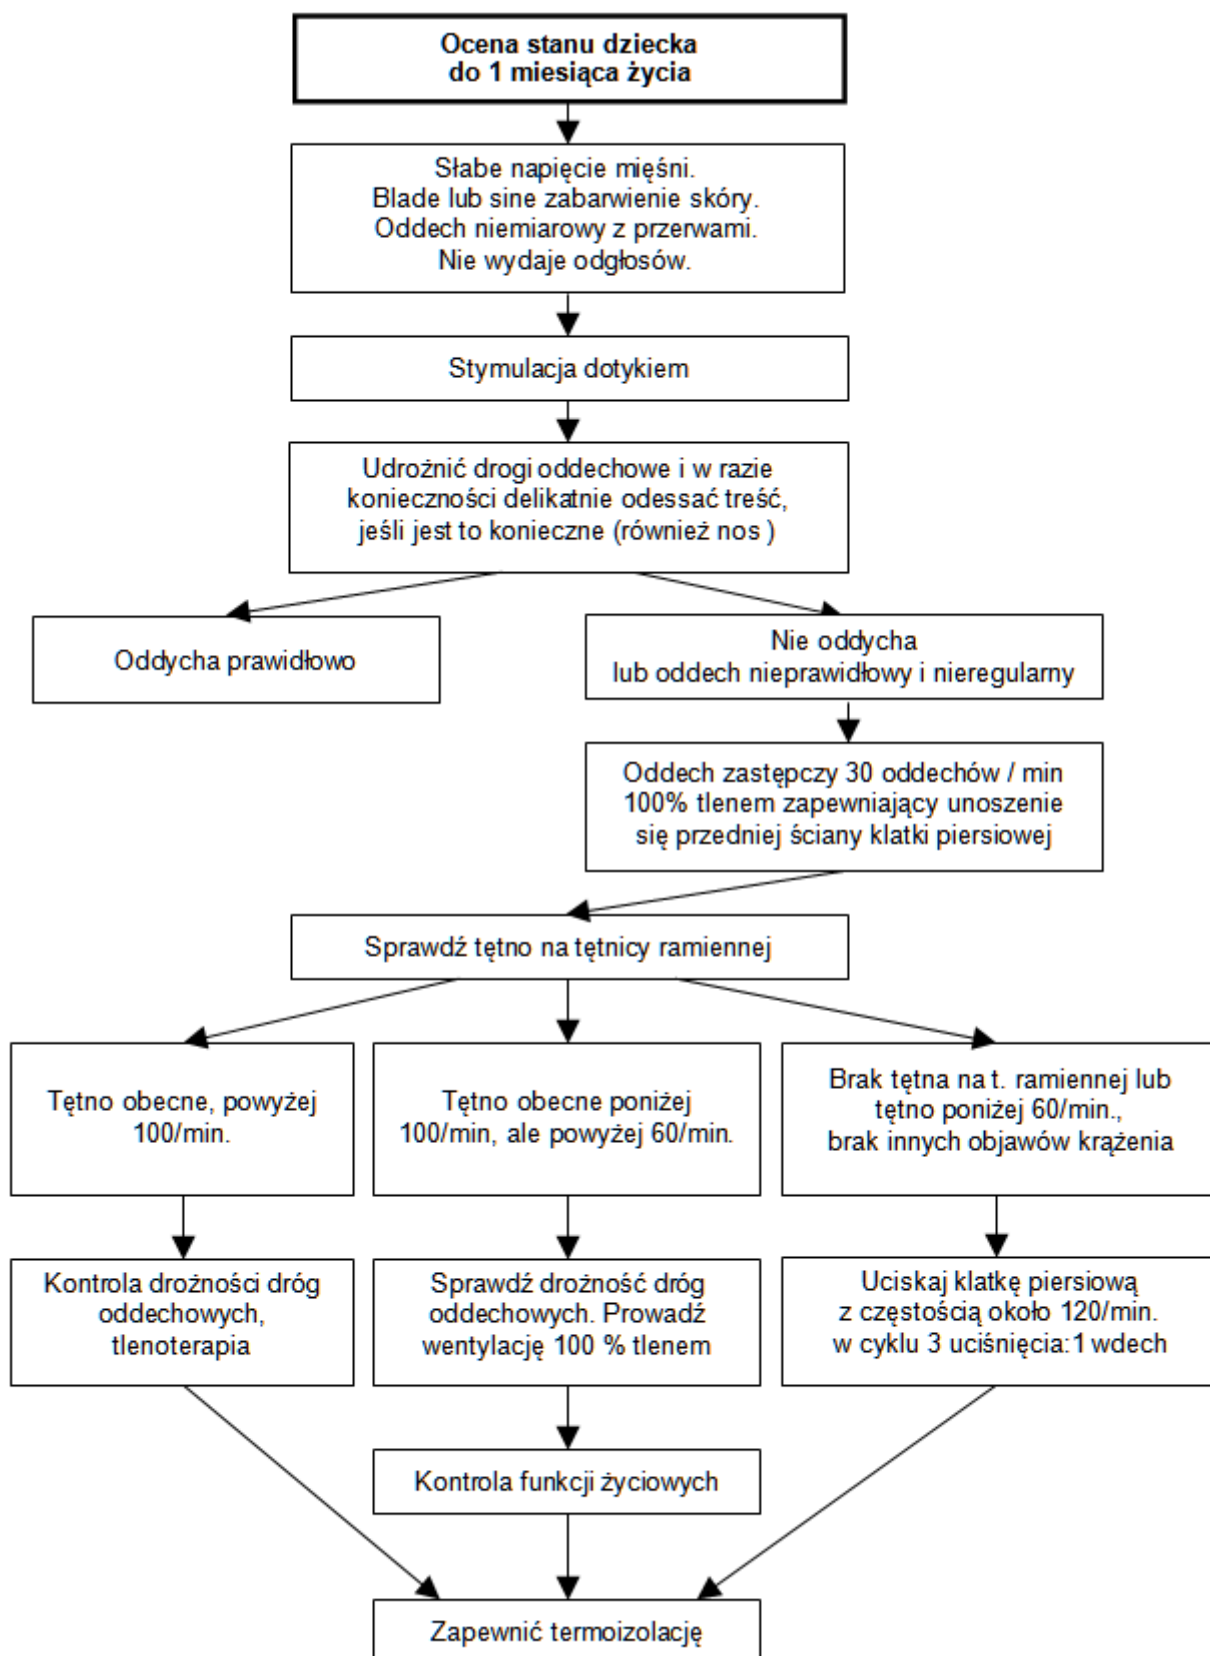 Ocena stanu dziecka
do 1 miesiąca życia
Słabe napięcie mięśni.
Blade lub sine zabarwienie skóry.
Oddech niemiarowy z przerwami.
Nie wydaje odgłosów.
Stymulacja dotykiem
Udrożnić drogi oddechowe i w razie
konieczności delikatnie odessać treść,
jeśli jest to konieczne (również nos )
Oddycha prawidłowo
Nie oddycha
lub oddech nieprawidłowy i nieregularny
Oddech zastępczy 30 oddechów / min
100% tlenem zapewniający unoszenie
się przedniej ściany klatki piersiowej
Sprawdź tętno na tętnicy ramiennej
Tętno obecne, powyżej
100/min.
Tętno obecne poniżej
100/min, ale powyżej 60/min.
Brak tętna na t. ramiennej lub
tętno poniżej 60/min.,
brak innych objawów krążenia
Kontrola drożności dróg
oddechowych,
tlenoterapia
Sprawdź drożność dróg
oddechowych. Prowadź
wentylację 100 % tlenem
Uciskaj klatkę piersiową
z częstością około 120/min.
w cyklu 3 uciśnięcia:1 wdech
Kontrola funkcji życiowych
Zapewnić termoizolację